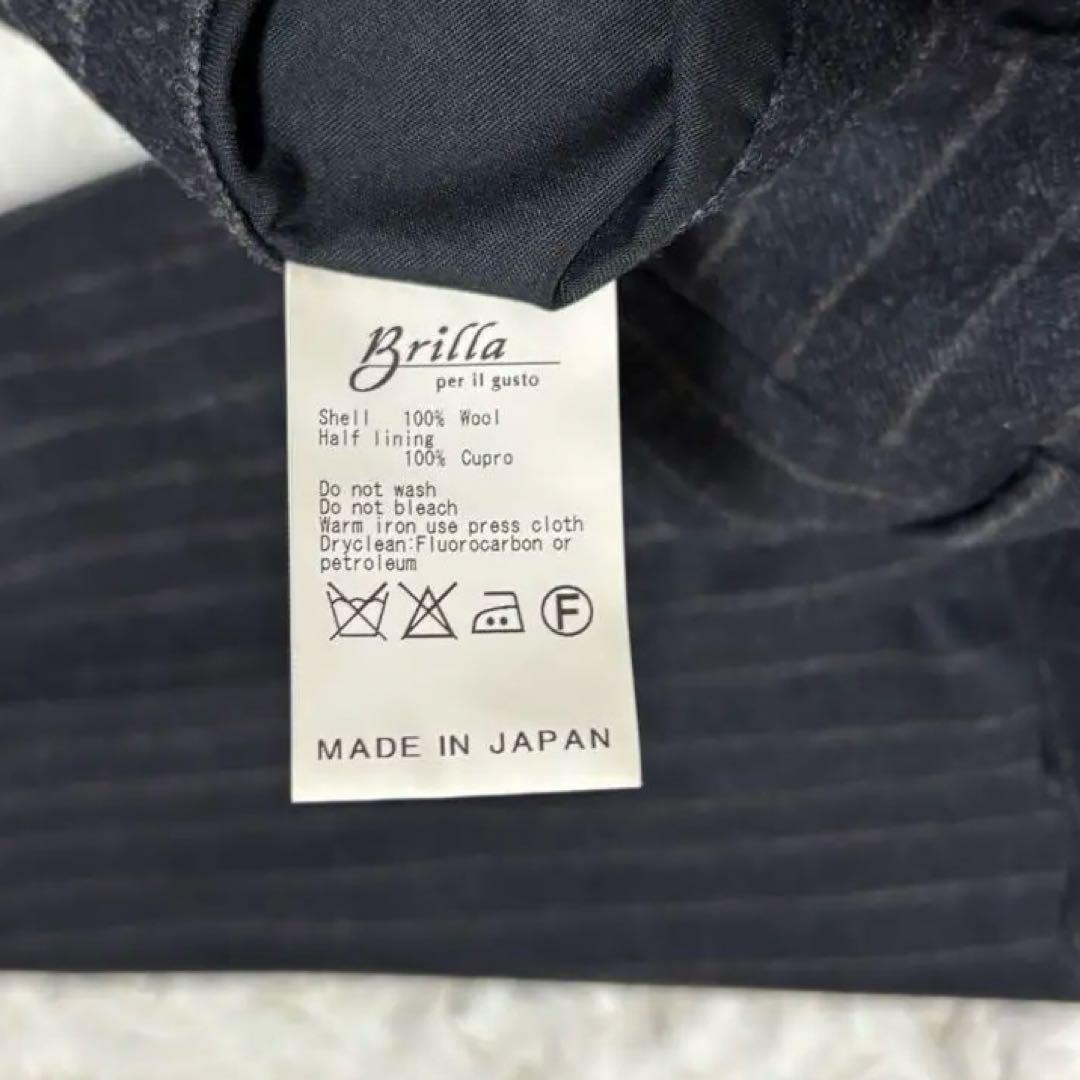 Brilla
per il gusto
Shell 100% Wool
Half lining
100% Cupro
Do not wash
Do not bleach
Warm iron use press cloth
Dryclean:Fluorocarbon or
petroleum
F
MADE IN JAPAN